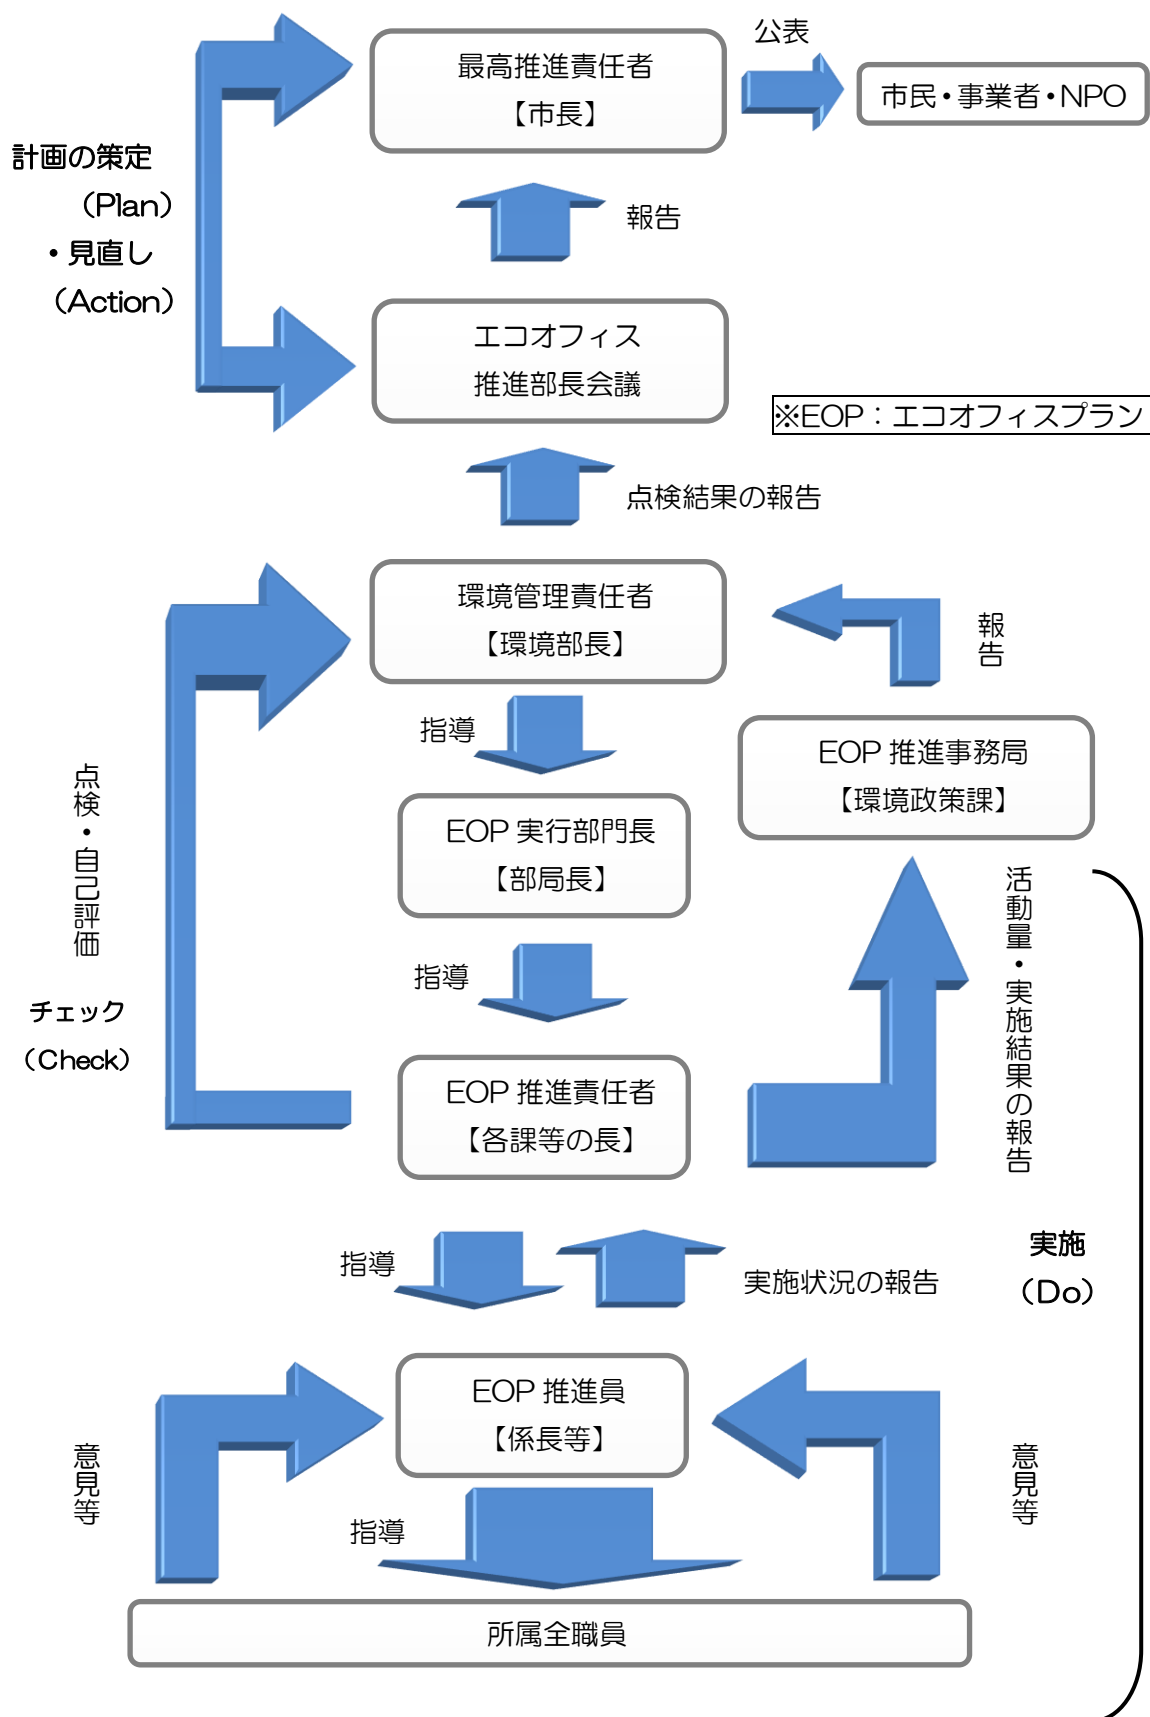 公表
最高推進責任者
【市長】
市民・事業者・NPO
計画の策定
（Plan）
・見直し
（Action）
報告
エコオフィス
推進部長会議
※EOP：エコオフィスプラン
点検結果の報告
環境管理責任者
【環境部長】
報告
指導
EOP 推進事務局
【環境政策課】
点検・自己評価
EOP 実行部門長
【部局長】
活動量・実施結果の報告
指導
チェック
（Check）
EOP 推進責任者
【各課等の長】
実施
（Do）
指導
実施状況の報告
EOP 推進員
【係長等】
意見等
意見等
指導
所属全職員